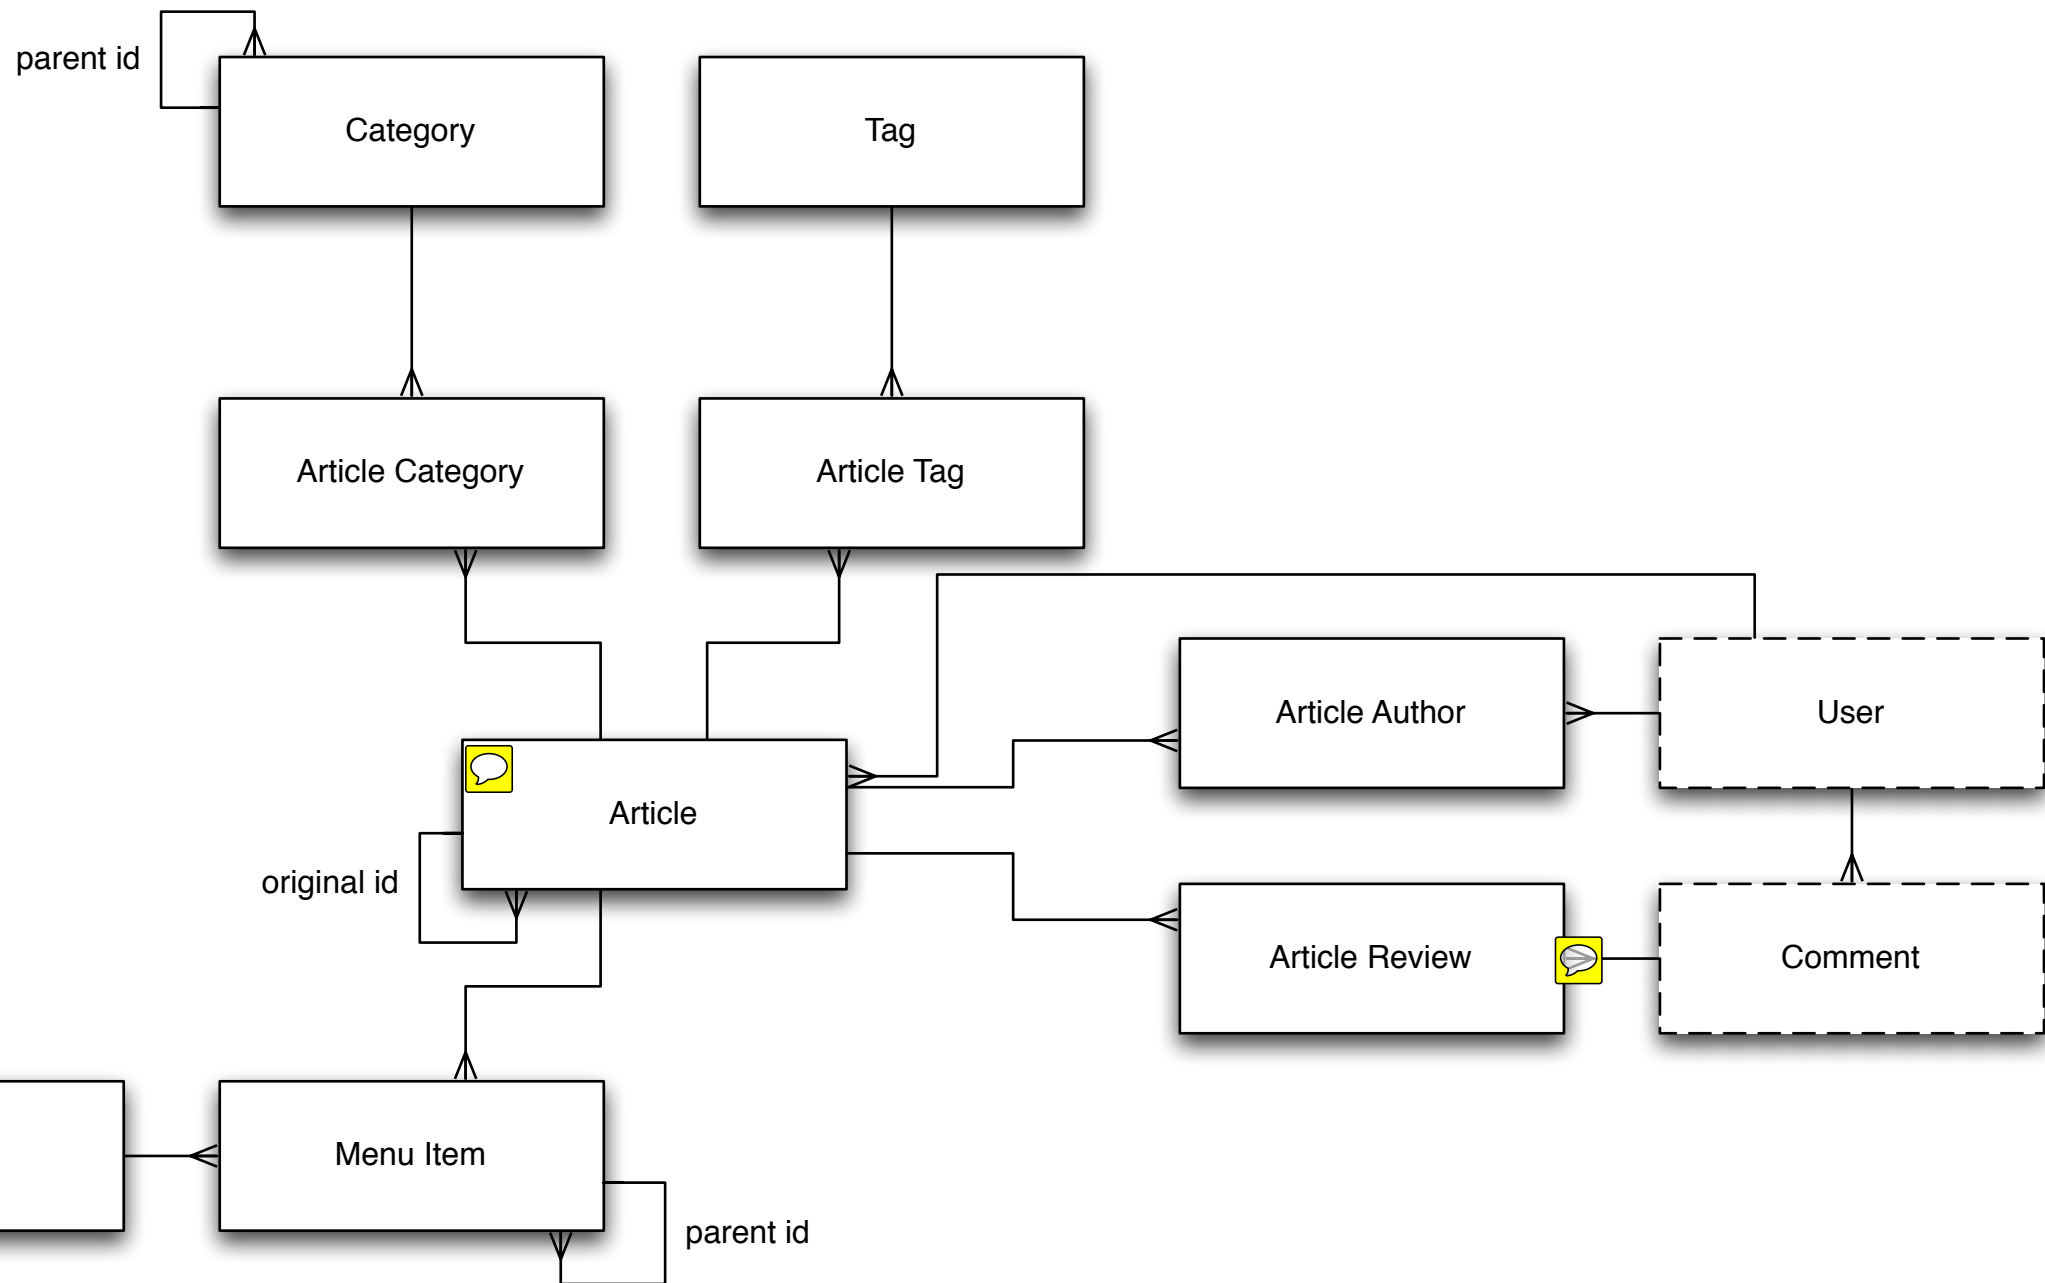 parent id
Category
Tag
Article Category
Article Tag
Article Author
User
Article
original id
Article Review
Comment
Menu Item
parent id